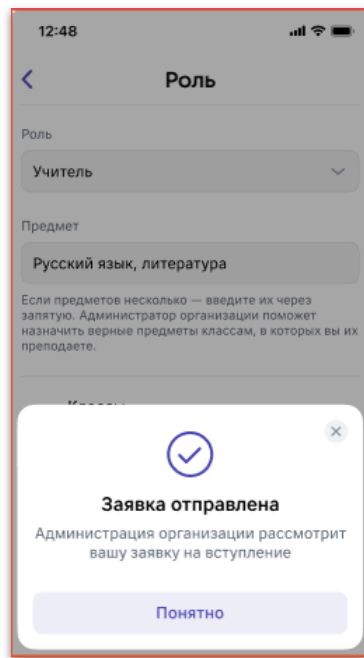 12:48
Роль
Роль
Учитель
Предмет
Русский язык, литература
Если предметов несколько — введите их через
запятую. Администратор организации поможет
назначить верные предметы классам, в которых вы их
преподаете.
Заявка отправлена
Администрация организации рассмотрит
вашу заявку на вступление
Понятно